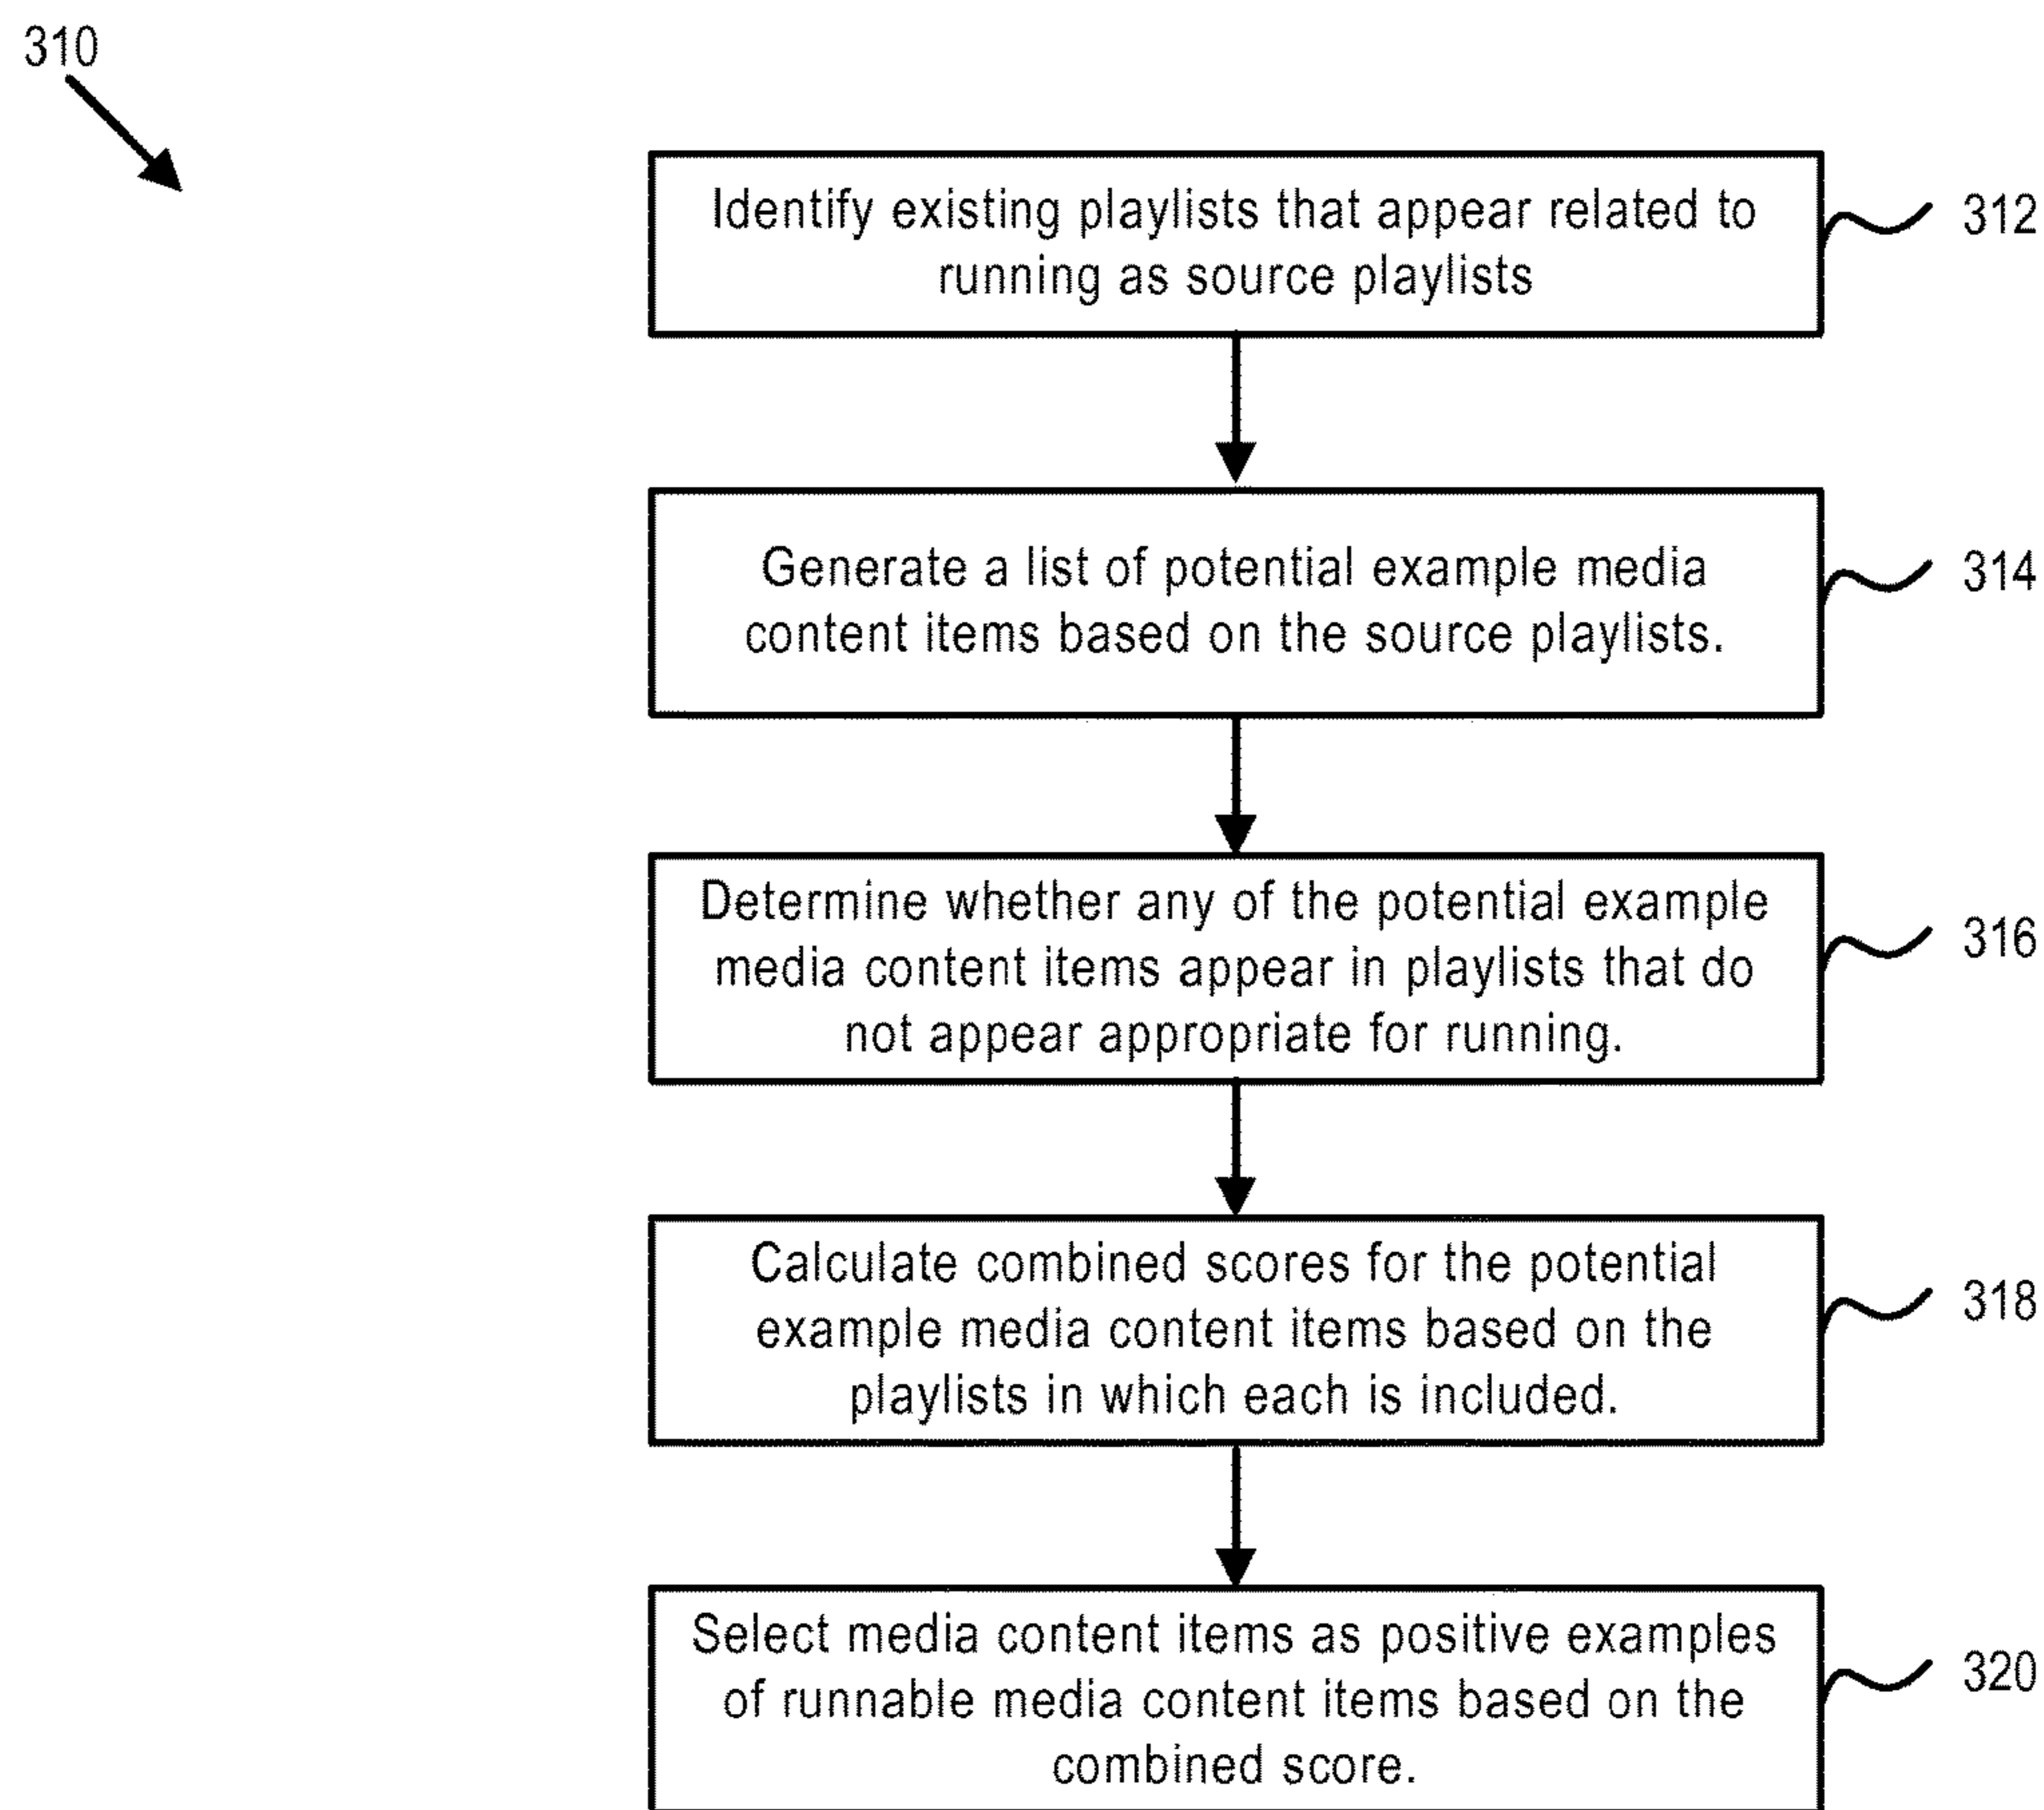 310
Identify existing playlists that appear related to
running as source playlists
312
Generate a list of potential example media
content items based on the source playlists.
314
Determine whether any of the potential example
media content items appear in playlists that do
not appear appropriate for running.
316
Calculate combined scores for the potential
example media content items based on the
playlists in which each is included.
318
Select media content items as positive examples
of runnable media content items based on the
combined score.
320